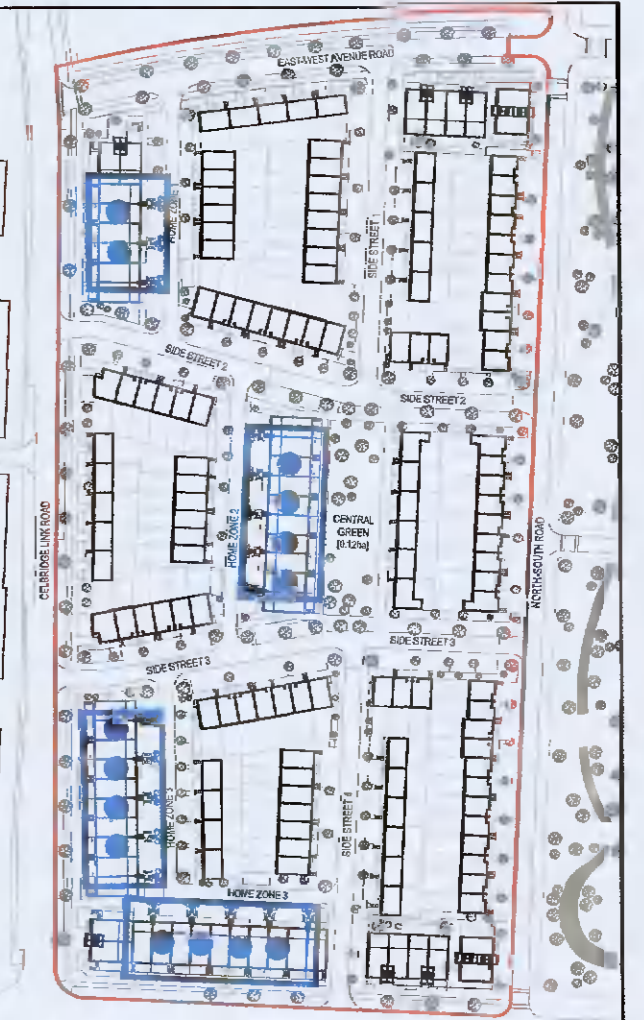 EAST-WEST AVENUE ROAD
HOME ZONE 1
SIDE STREET 1
SIDE STREET 2
SIDE STREET 2
CELBRIDGE LINK ROAD
HOME ZONE 2
CENTRAL
GREEN
[0.12ha]
NORTH-SOUTH ROAD
SIDE STREET 3
SIDE STREET 3
HOME ZONE 3
SIDE STREET 4
HOME ZONE 3